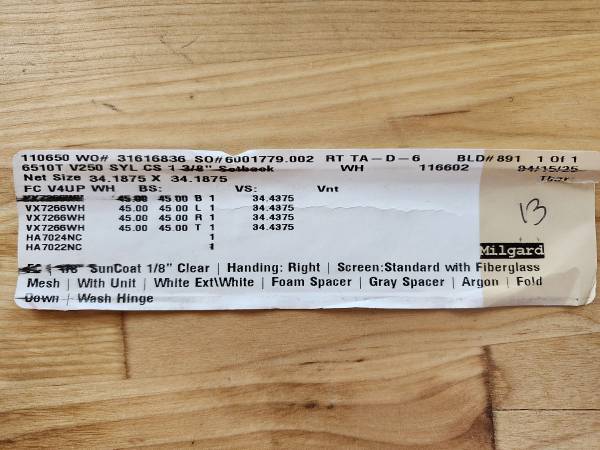 110650 WO# 31616836 SO#6001779.002 RT TA-D-6 BLD# 891 1 of 1
6510T V250 SYL CS 1 3/8" Setback WH 116602 04/15/25
Net Size 34.1875 X 34.1875 Thur
FC V4UP WH BS: VS: Vnt
VX7266WH 45.00 45.00 B 1 34.4375
VX7266WH 45.00 45.00 L 1 34.4375
VX7266WH 45.00 45.00 R 1 34.4375
VX7266WH 45.00 45.00 T 1 34.4375
HA7024NC 1
HA7022NC 1
13
Milgard
1/8" SunCoat 1/8" Clear | Handing: Right | Screen:Standard with Fiberglass
Mesh | With Unit | White Ext\White | Foam Spacer | Gray Spacer | Argon | Fold
Down | Wash Hinge